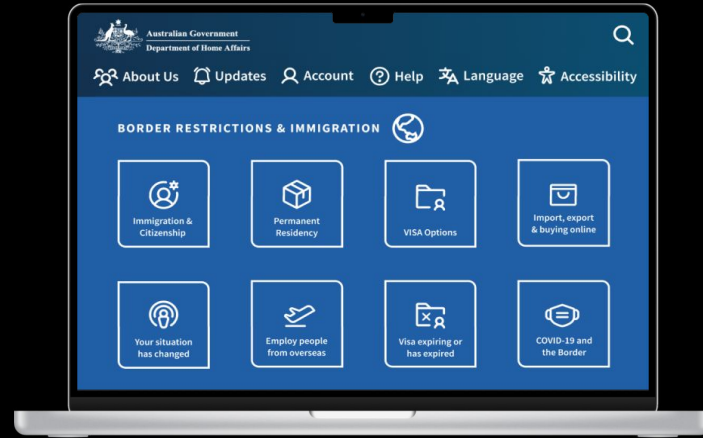 Australian Government
Department of Home Affairs
About Us Updates Account Help Language Accessibility
BORDER RESTRICTIONS & IMMIGRATION
Immigration &
Citizenship
Permanent
Residency
VISA Options
Import, export
& buying online
Your situation
has changed
Employ people
from overseas
Visa expiring or
has expired
COVID-19 and
the Border